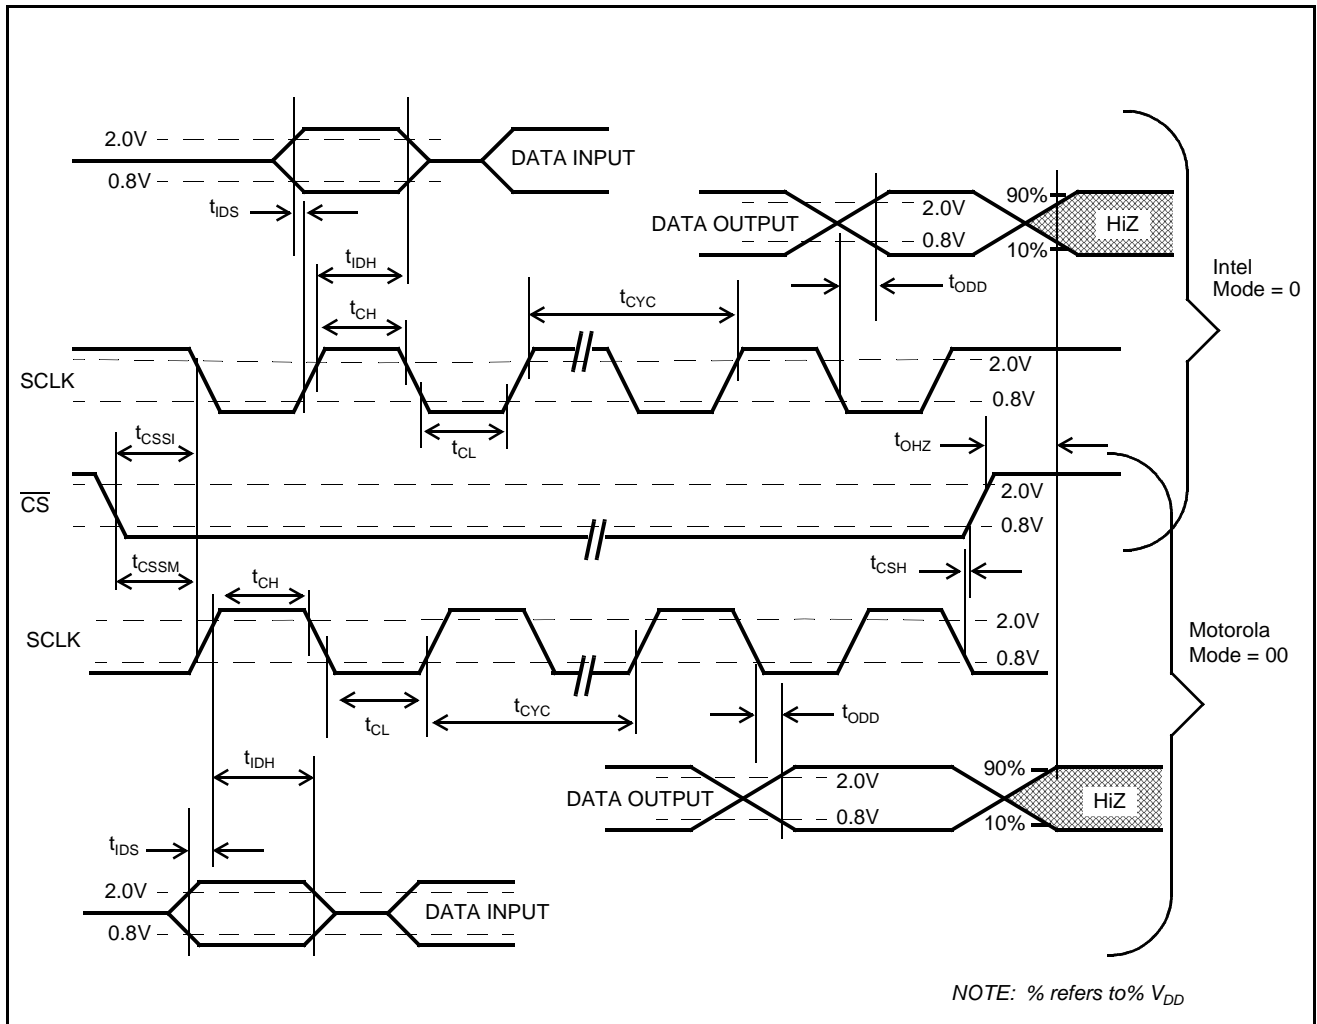 2.0V
DATA INPUT
0.8V
tIDS
90%
2.0V
DATA OUTPUT
HiZ
0.8V
10%
tIDH
Intel
Mode = 0
tODD
tCYC
tCH
2.0V
SCLK
0.8V
tCSSI
tCL
tOHZ
2.0V
CS
0.8V
tCSSM
tCH
tCSH
2.0V
SCLK
0.8V
Motorola
Mode = 00
tCL
tCYC
tODD
tIDH
90%
2.0V
DATA OUTPUT
HiZ
0.8V
10%
tIDS
2.0V
DATA INPUT
0.8V
NOTE: % refers to% VDD